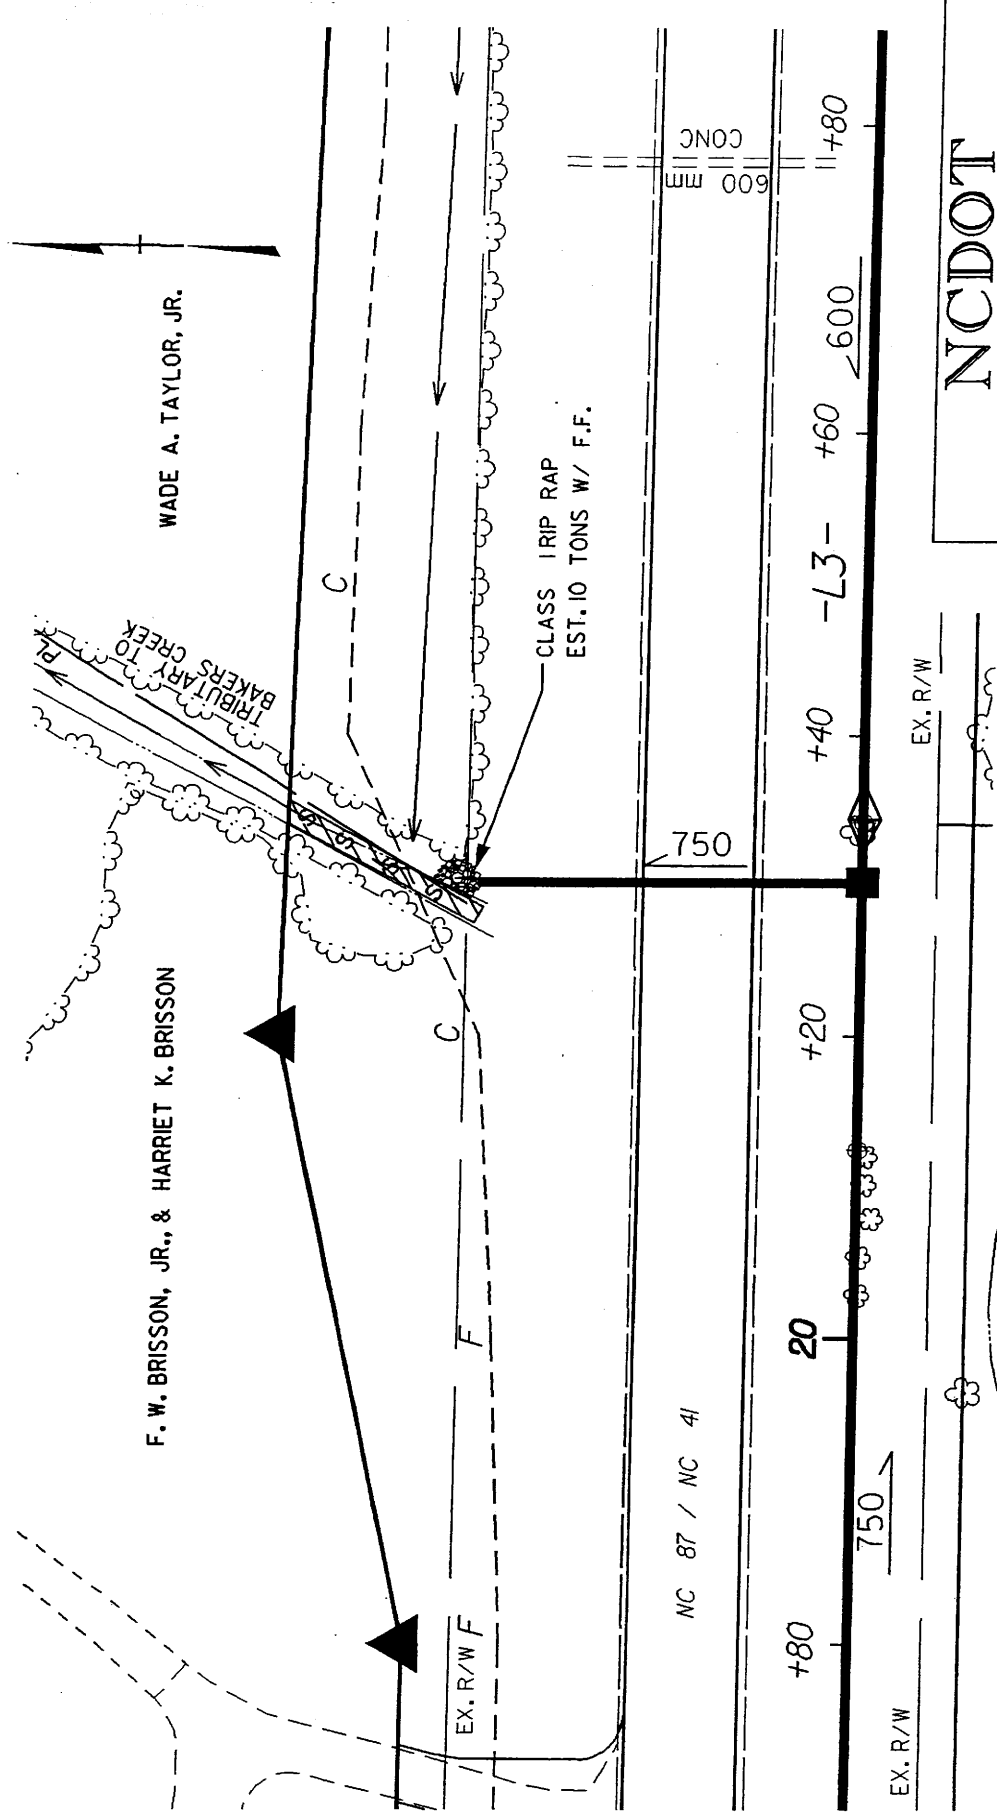 WADE A. TAYLOR, JR.
F. W. BRISSON, JR., & HARRIET K. BRISSON
TRIBUTARY TO
BAKERS CREEK
PL
C
C
S
S
S
S
CLASS I RIP RAP
EST. 10 TONS W/ F.F.
F
F
EX. R/W
600 mm
CONC
NC 87 / NC 41
750
+80
20
+20
+40
+60
+80
-L3-
600
750
EX. R/W
EX. R/W
NCDOT